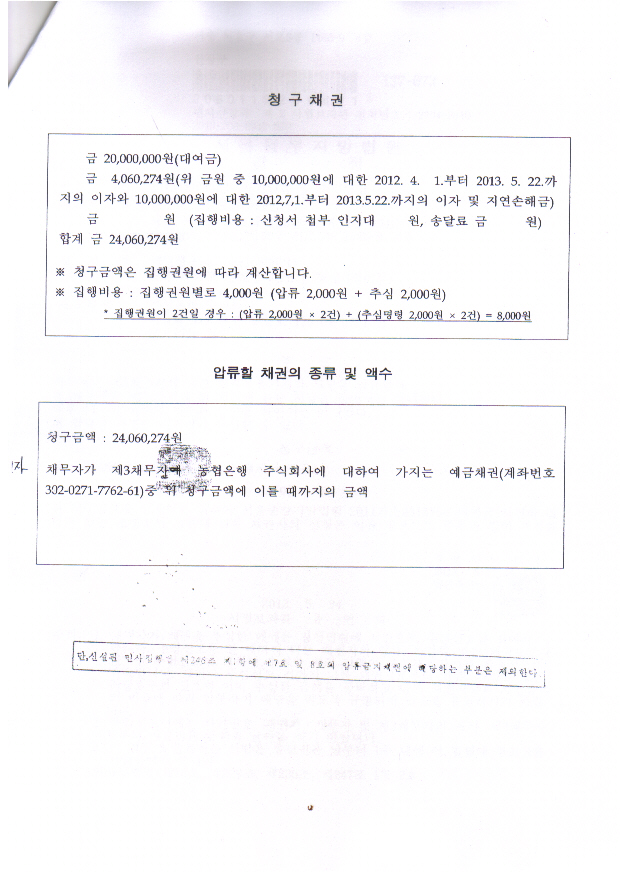 청 구 채 권
금 20,000,000원(대여금)
금 4,060,274원(위 금원 중 10,000,000원에 대한 2012. 4. 1.부터 2013. 5. 22.까
지의 이자와 10,000,000원에 대한 2012,7,1.부터 2013.5.22.까지의 이자 및 지연손해금)
금 원 (집행비용 : 신청서 첩부 인지대 원, 송달료 금 원)
합계 금 24,060,274원
※ 청구금액은 집행권원에 따라 계산합니다.
※ 집행비용 : 집행권원별로 4,000원 (압류 2,000원 + 추심 2,000원)
* 집행권원이 2건일 경우 : (압류 2,000원 × 2건) + (추심명령 2,000원 × 2건) = 8,000원
압류할 채권의 종류 및 액수
청구금액 : 24,060,274원
채무자가 제3채무자 농협은행 주식회사에 대하여 가지는 예금채권(계좌번호
302-0271-7762-61)중 위 청구금액에 이를 때까지의 금액
단, 민사집행법 제246조 제1항에 제7호 및 8호의 압류금지채권에 해당하는 부분은 제외한다